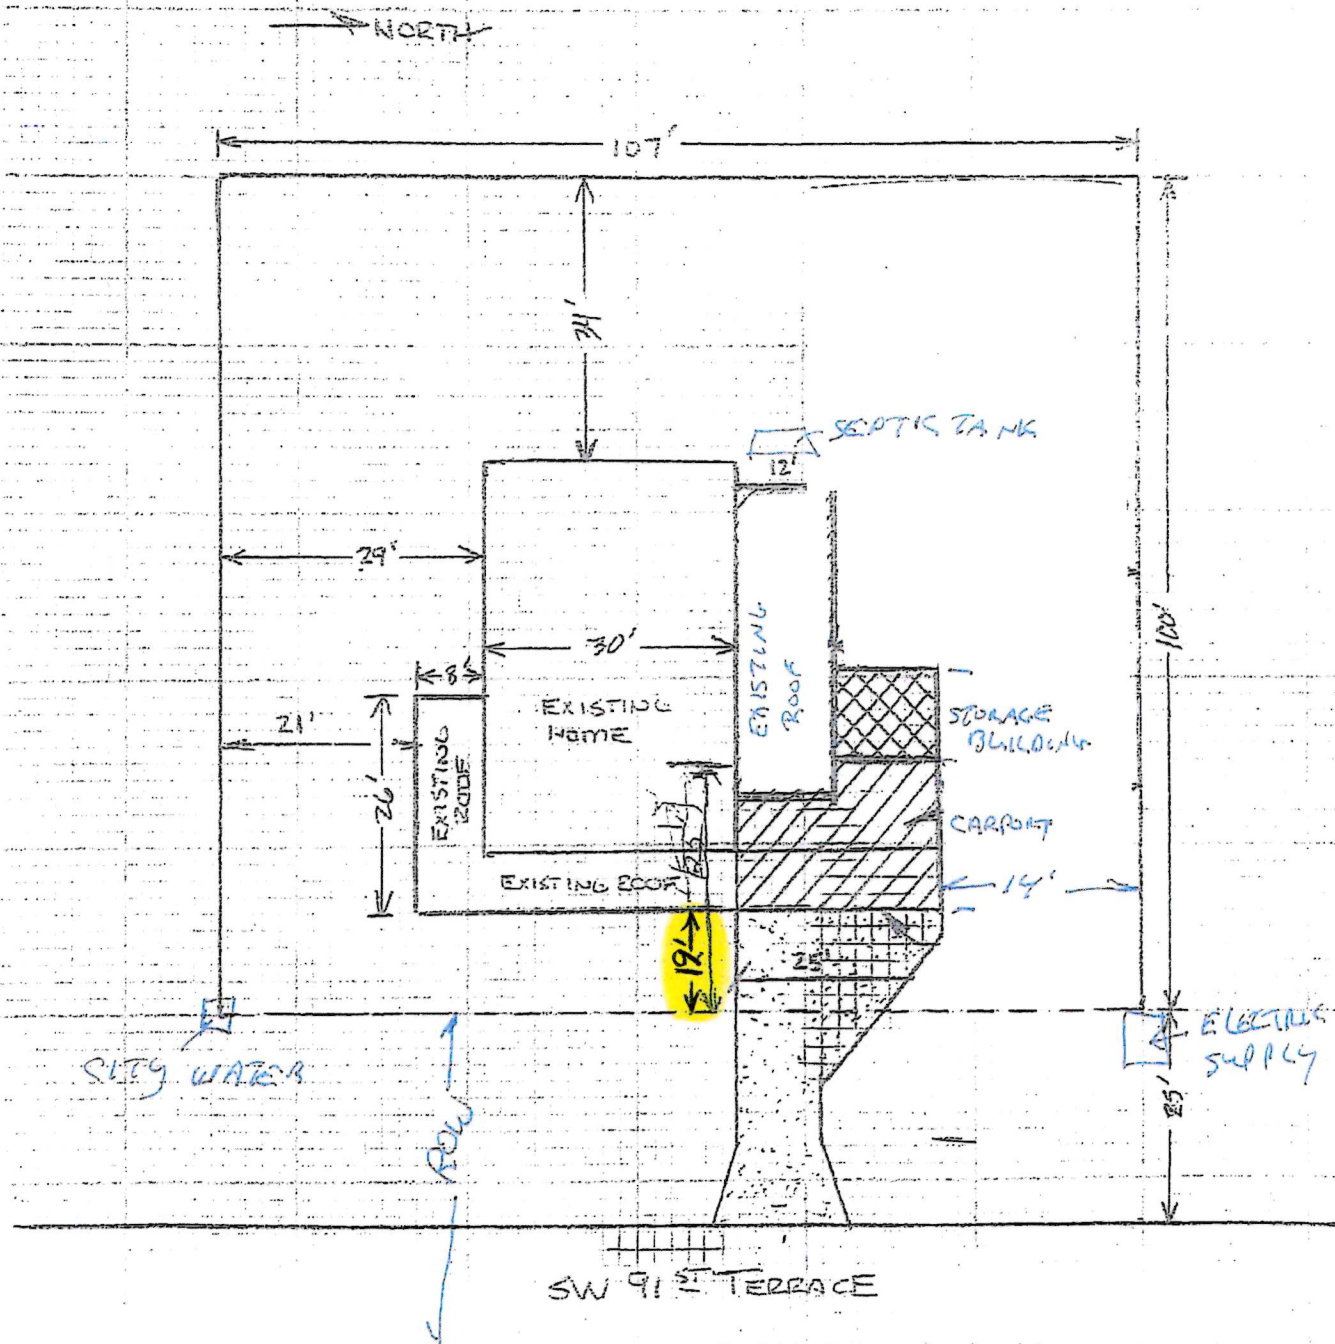 NORTH
107'
34'
SEPTIC TANK
12'
29'
30'
100'
8'
EXISTING
HOME
EXISTING
ROOF
STORAGE
BUILDING
21'
26'
EXISTING
ROOF
CARPORT
EXISTING ROOF
14'
19'
25'
CITY WATER
ELECTRIC
SUPPLY
25'
ROW
SW 91ST TERRACE